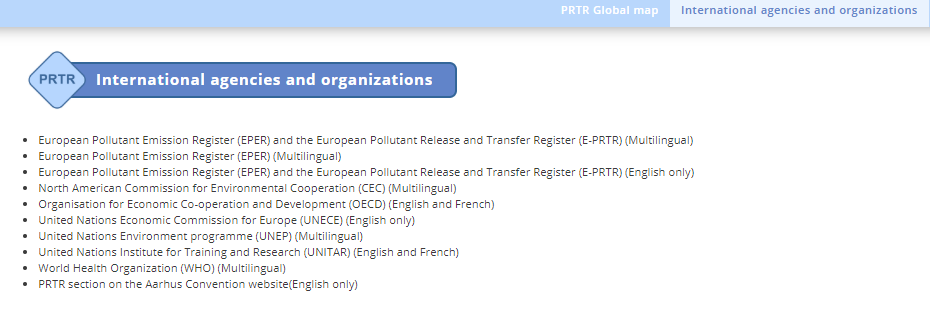 PRTR Global map International agencies and organizations
PRTR International agencies and organizations
European Pollutant Emission Register (EPER) and the European Pollutant Release and Transfer Register (E-PRTR) (Multilingual)
European Pollutant Emission Register (EPER) (Multilingual)
European Pollutant Emission Register (EPER) and the European Pollutant Release and Transfer Register (E-PRTR) (English only)
North American Commission for Environmental Cooperation (CEC) (Multilingual)
Organisation for Economic Co-operation and Development (OECD) (English and French)
United Nations Economic Commission for Europe (UNECE) (English only)
United Nations Environment programme (UNEP) (Multilingual)
United Nations Institute for Training and Research (UNITAR) (English and French)
World Health Organization (WHO) (Multilingual)
PRTR section on the Aarhus Convention website(English only)